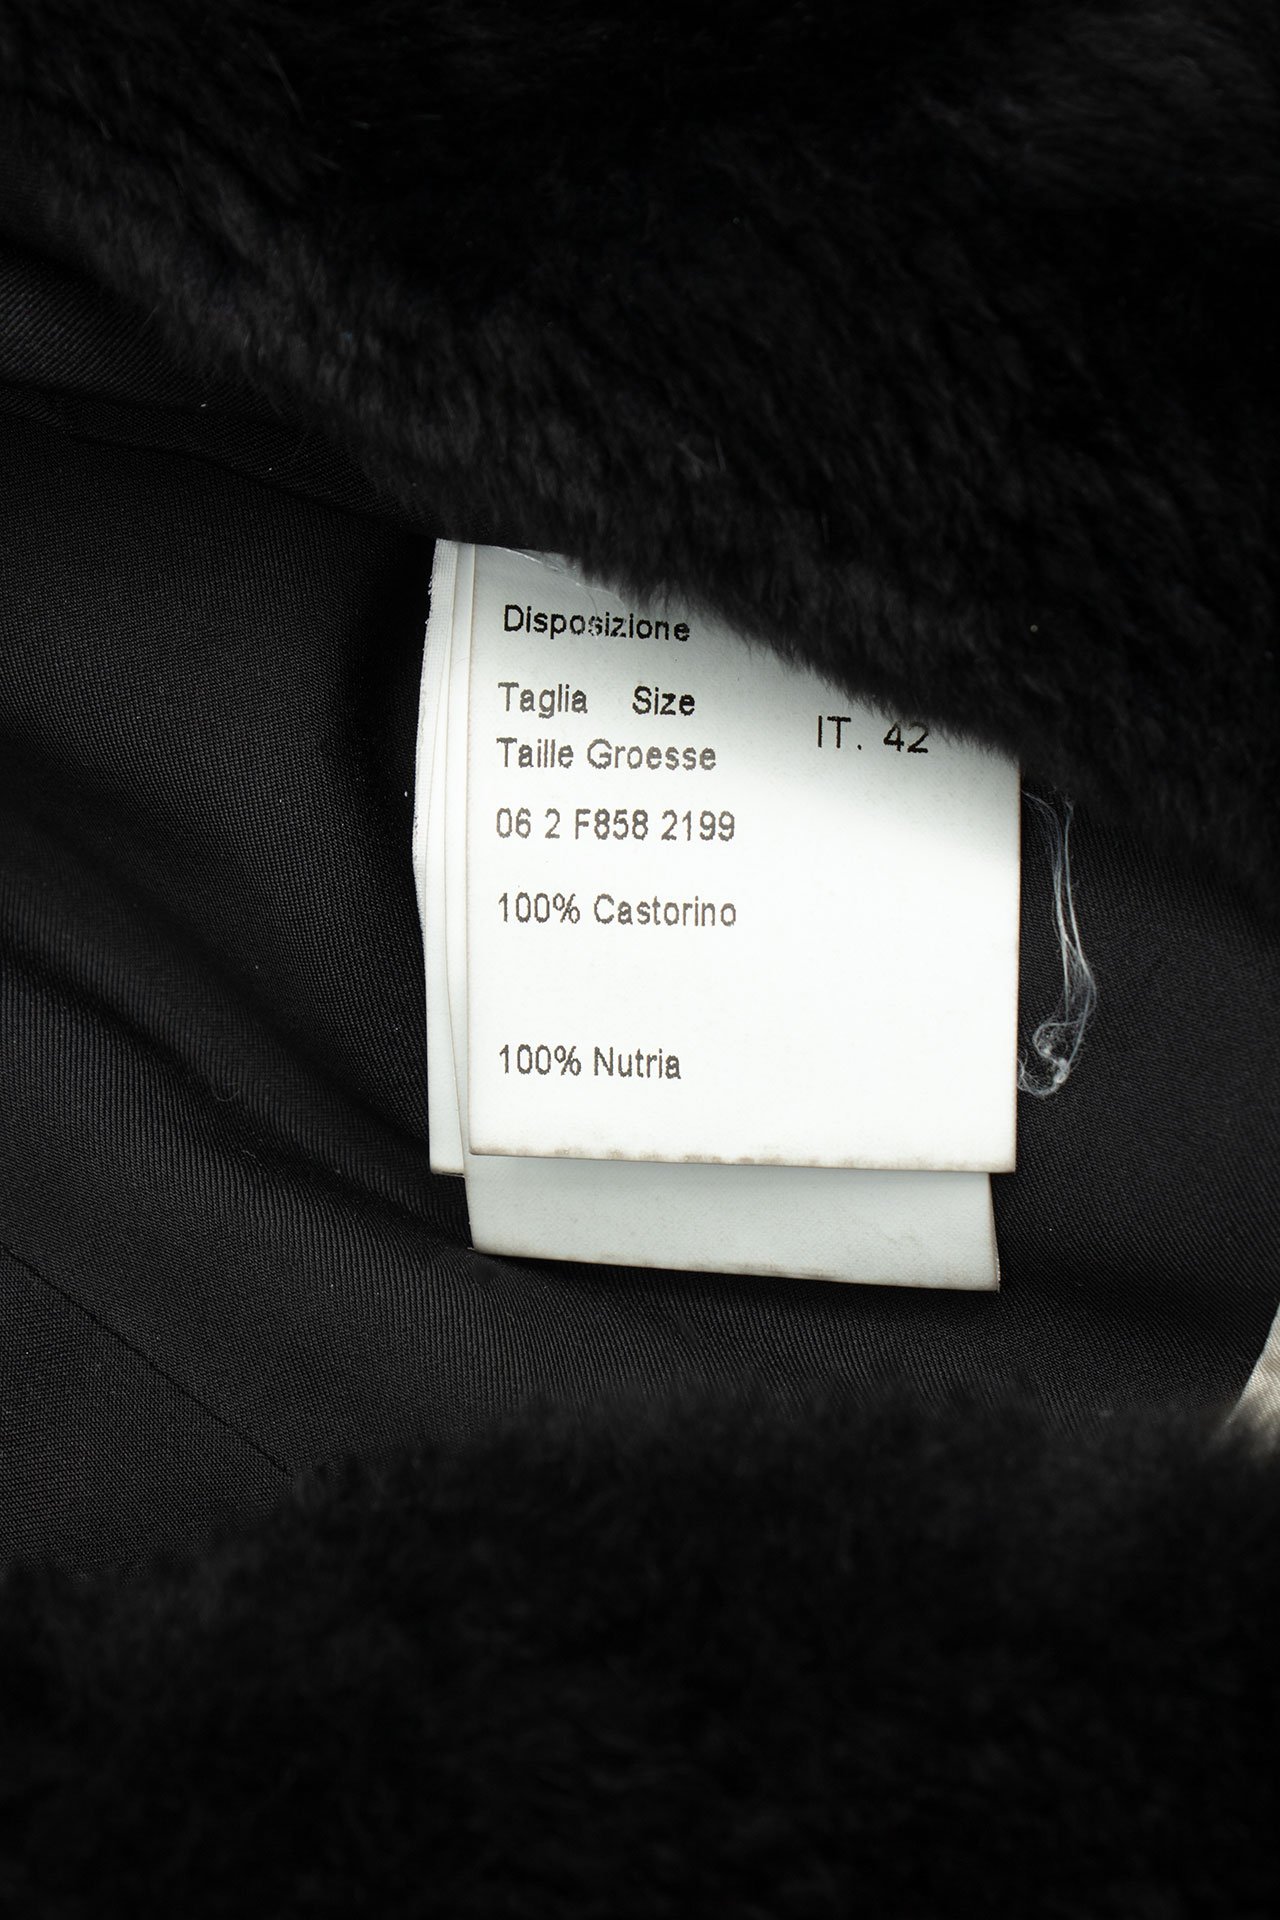 Disposizione
Taglia Size
IT. 42
Taille Groesse
06 2 F858 2199
100% Castorino
100% Nutria